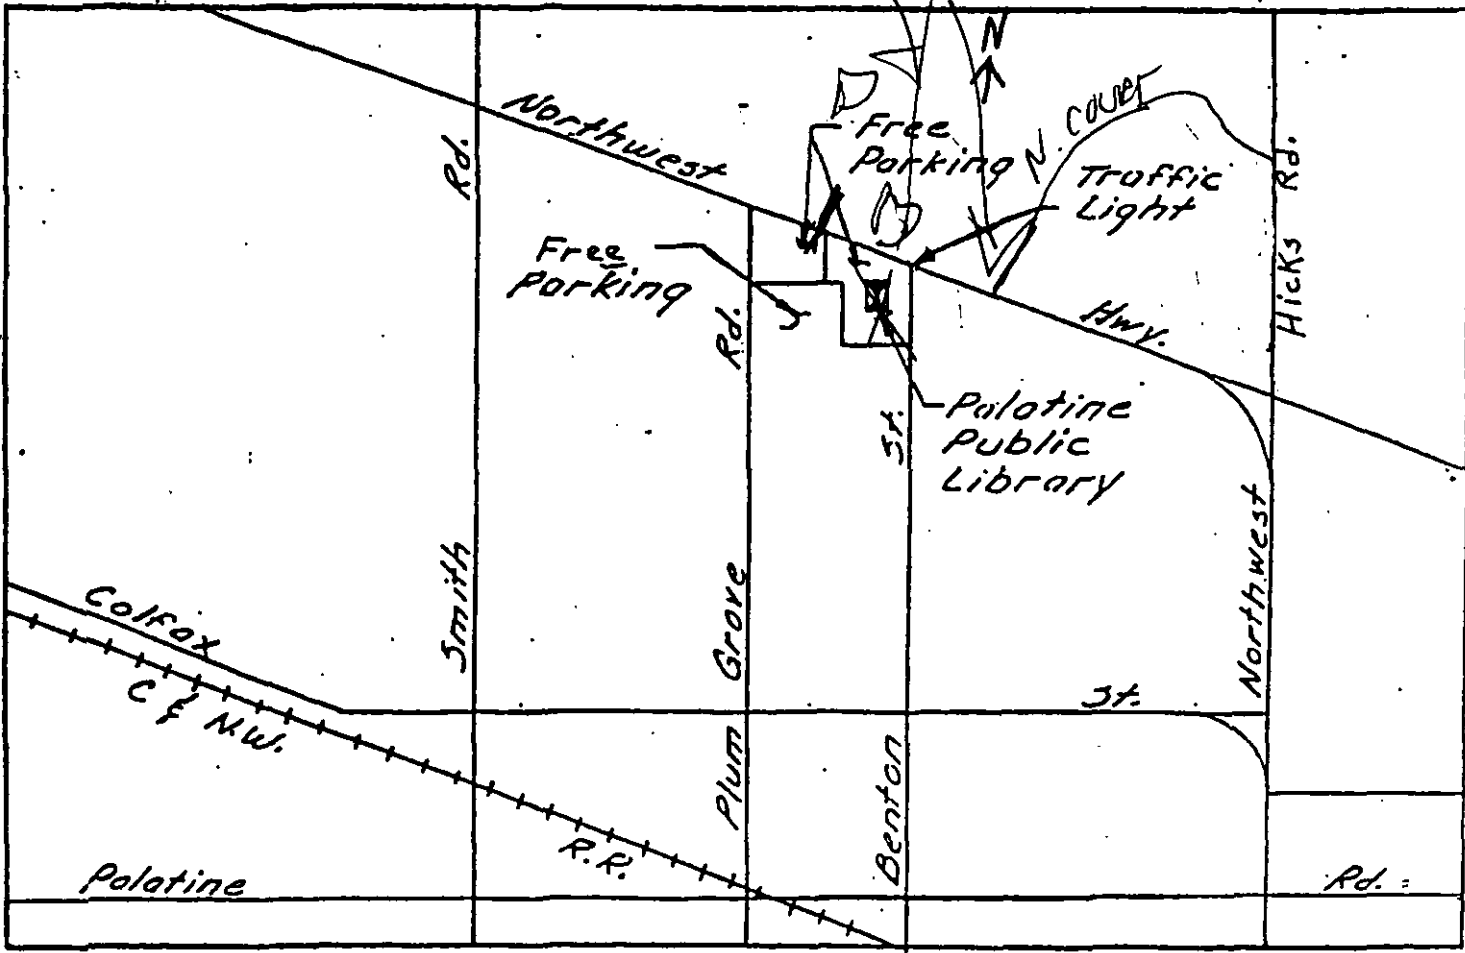 N
Northwest
Free
Parking
N. Court
Traffic
Light
Rd.
Rd.
Hicks
Free
Parking
Rd.
Hwy.
Palatine
Public
Library
St.
Northwest
Smith
Grove
Colfax
C & N.W.
St.
Plum
Benton
R.R.
Palatine
Rd.